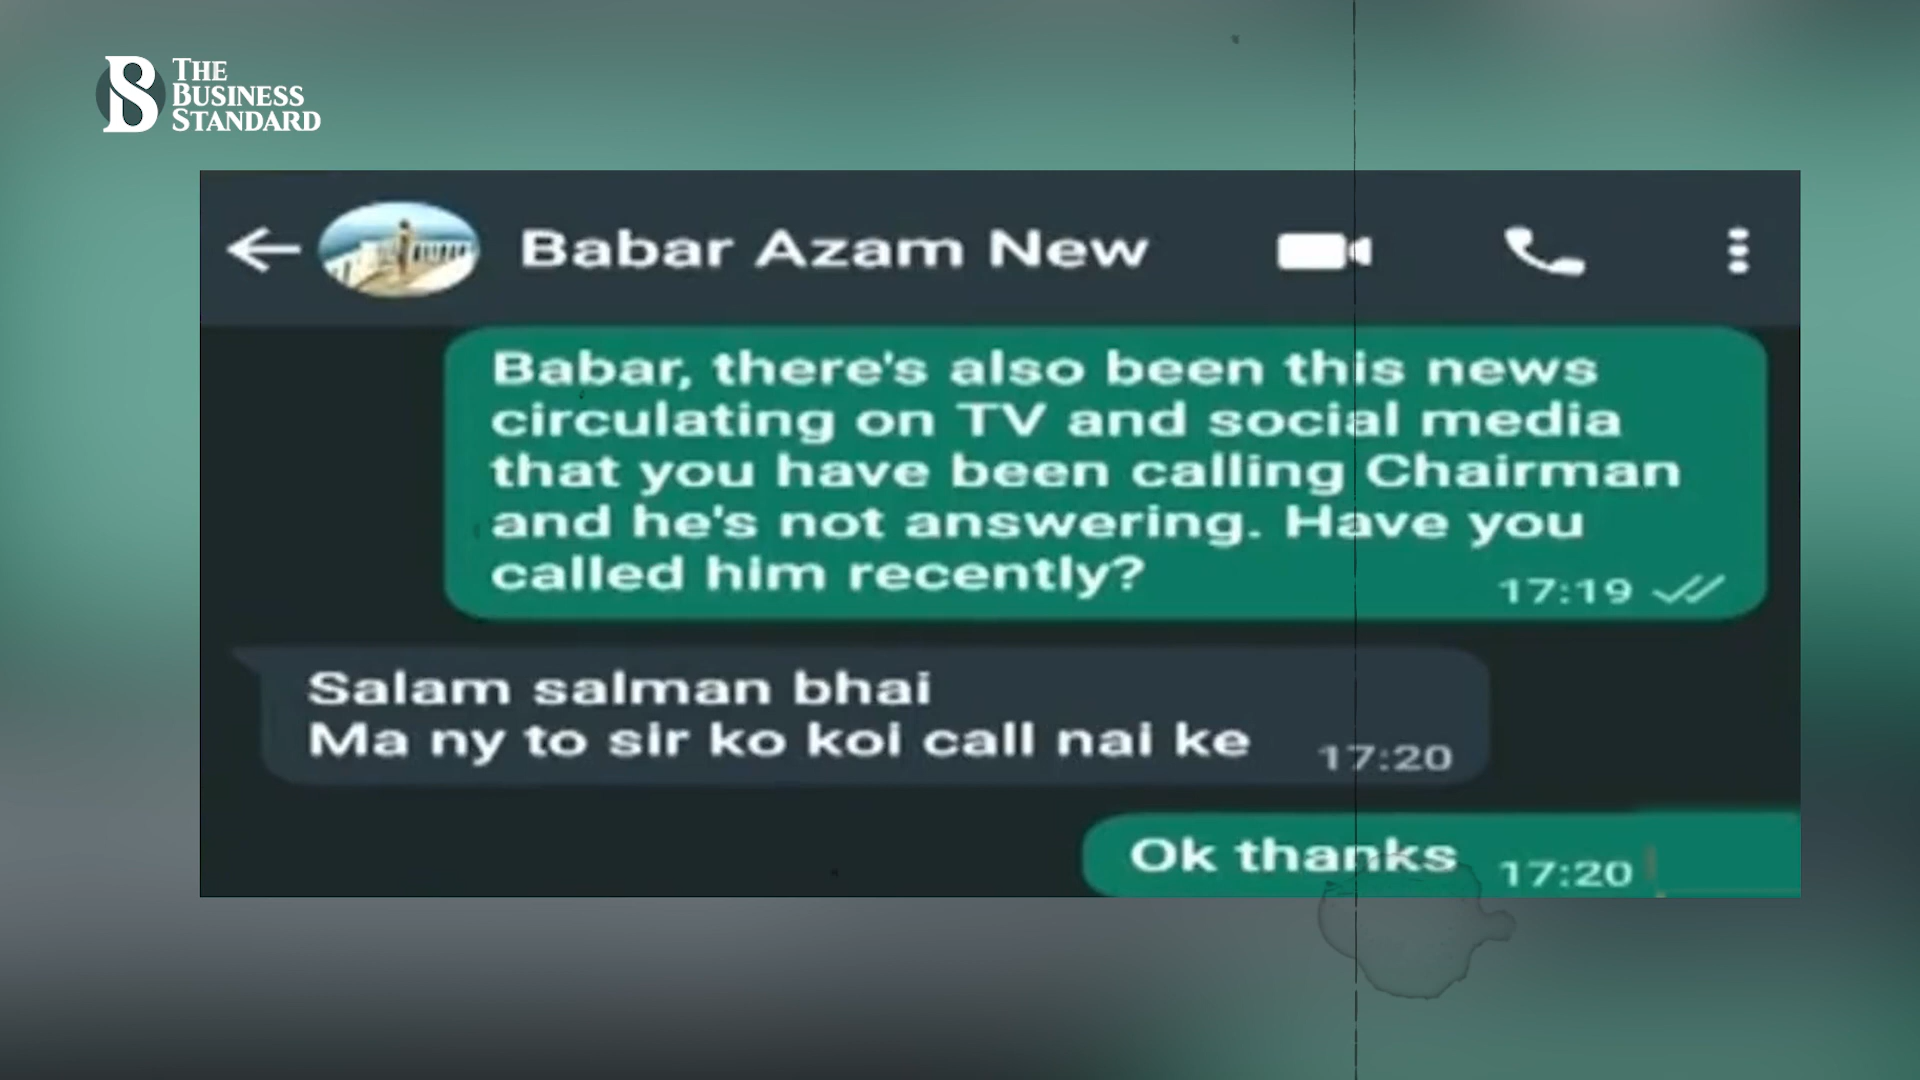 THE
BUSINESS
STANDARD
Babar Azam New
Babar, there's also been this news
circulating on TV and social media
that you have been calling Chairman
and he's not answering. Have you
called him recently?
17:19
Salam salman bhai
Ma ny to sir ko koi call nai ke
17:20
Ok thanks
17:20